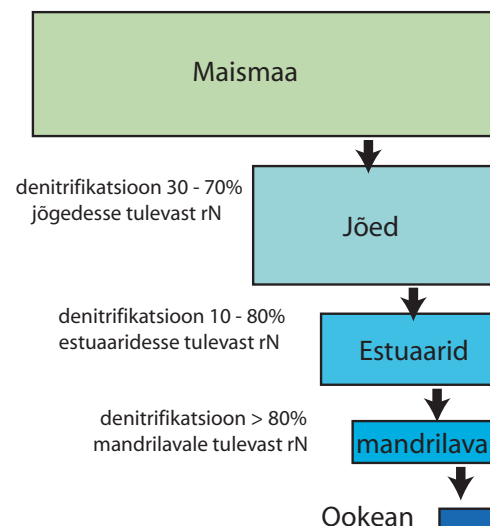 Maismaa
denitrifikatsioon 30 - 70%
jõgedesse tulevast rN
Jõed
denitrifikatsioon 10 - 80%
estuaaridesse tulevast rN
Estuaarid
denitrifikatsioon > 80%
mandrilavale tulevast rN
mandrilava
Ookean